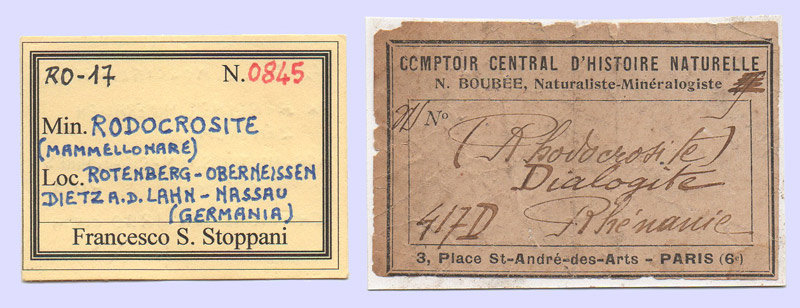 RO-17 N. 0845
Min. RODOCROSITE
(MAMMELLONARE)
Loc. ROTENBERG-OBERNEISSEN
DIETZ A.D. LAHN-NASSAU
(GERMANIA)
Francesco S. Stoppani
COMPTOIR CENTRAL D'HISTOIRE NATURELLE
N. BOUBÉE, Naturaliste-Minéralogiste
N°
(Rhodocrosite)
Dialogite
417D Rhénanie
3, Place St-André-des-Arts - PARIS (6e)